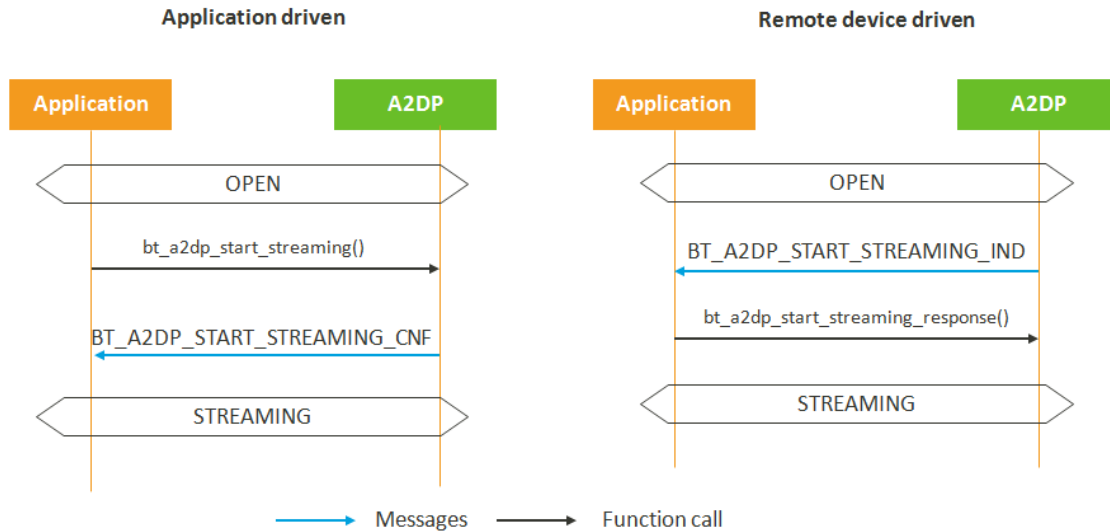 Application driven
Remote device driven
Application
A2DP
Application
A2DP
OPEN
OPEN
bt_a2dp_start_streaming()
BT_A2DP_START_STREAMING_IND
bt_a2dp_start_streaming_response()
BT_A2DP_START_STREAMING_CNF
STREAMING
STREAMING
Messages
Function call